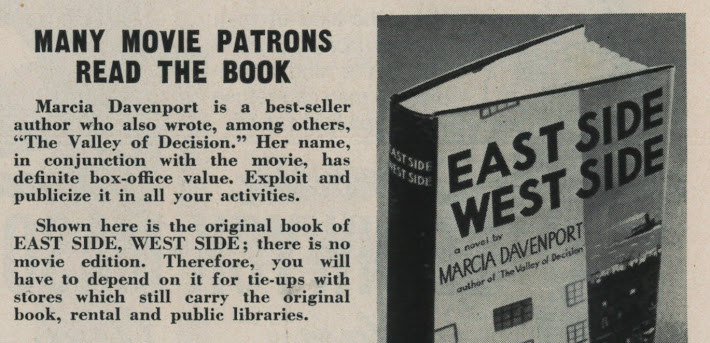 MANY MOVIE PATRONS
READ THE BOOK
Marcia Davenport is a best-seller
author who also wrote, among others,
"The Valley of Decision." Her name,
in conjunction with the movie, has
definite box-office value. Exploit and
publicize it in all your activities.
Shown here is the original book of
EAST SIDE, WEST SIDE; there is no
movie edition. Therefore, you will
have to depend on it for tie-ups with
stores which still carry the original
book, rental and public libraries.
EAST SIDE
WEST SIDE
EAST SIDE
WEST SIDE
a novel by
MARCIA DAVENPORT
author of The Valley of Decision